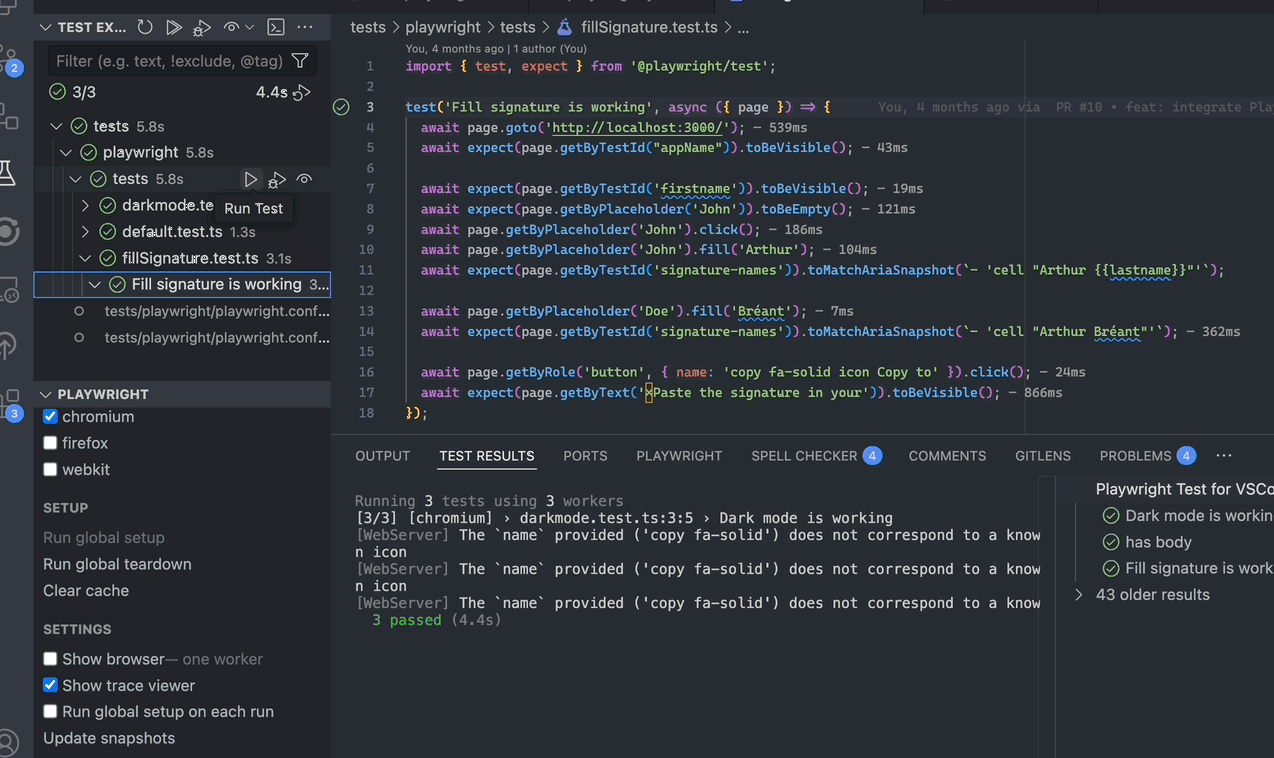 TEST EX...
Filter (e.g. text, !exclude, @tag)
3/3 4.4s
tests 5.8s
playwright 5.8s
tests 5.8s
darkmode.te
Run Test
default.test.ts 1.3s
fillSignature.test.ts 3.1s
Fill signature is working 3...
tests/playwright/playwright.conf...
tests/playwright/playwright.conf...
2
3
PLAYWRIGHT
chromium
firefox
webkit
SETUP
Run global setup
Run global teardown
Clear cache
SETTINGS
Show browser— one worker
Show trace viewer
Run global setup on each run
Update snapshots
tests > playwright > tests > fillSignature.test.ts > ...
You, 4 months ago | 1 author (You)
1 import { test, expect } from '@playwright/test';
2
3 test('Fill signature is working', async ({ page }) => { You, 4 months ago via PR #10 • feat: integrate Pla
4 await page.goto('http://localhost:3000/'); — 539ms
5 await expect(page.getByTestId("appName")).toBeVisible(); — 43ms
6
7 await expect(page.getByTestId('firstname')).toBeVisible(); — 19ms
8 await expect(page.getByPlaceholder('John')).toBeEmpty(); — 121ms
9 await page.getByPlaceholder('John').click(); — 186ms
10 await page.getByPlaceholder('John').fill('Arthur'); — 104ms
11 await expect(page.getByTestId('signature-names')).toMatchAriaSnapshot(`- 'cell "Arthur {{lastname}}"'`);
12
13 await page.getByPlaceholder('Doe').fill('Bréant'); — 7ms
14 await expect(page.getByTestId('signature-names')).toMatchAriaSnapshot(`- 'cell "Arthur Bréant"'`); — 362ms
15
16 await page.getByRole('button', { name: 'copy fa-solid icon Copy to' }).click(); — 24ms
17 await expect(page.getByText('×Paste the signature in your')).toBeVisible(); — 866ms
18 });
OUTPUT TEST RESULTS PORTS PLAYWRIGHT SPELL CHECKER 4 COMMENTS GITLENS PROBLEMS 4 ...
Running 3 tests using 3 workers
[3/3] [chromium] › darkmode.test.ts:3:5 › Dark mode is working
[WebServer] The `name` provided ('copy fa-solid') does not correspond to a know
n icon
[WebServer] The `name` provided ('copy fa-solid') does not correspond to a know
n icon
[WebServer] The `name` provided ('copy fa-solid') does not correspond to a know
3 passed (4.4s)
Playwright Test for VSCo
Dark mode is workin
has body
Fill signature is work
43 older results